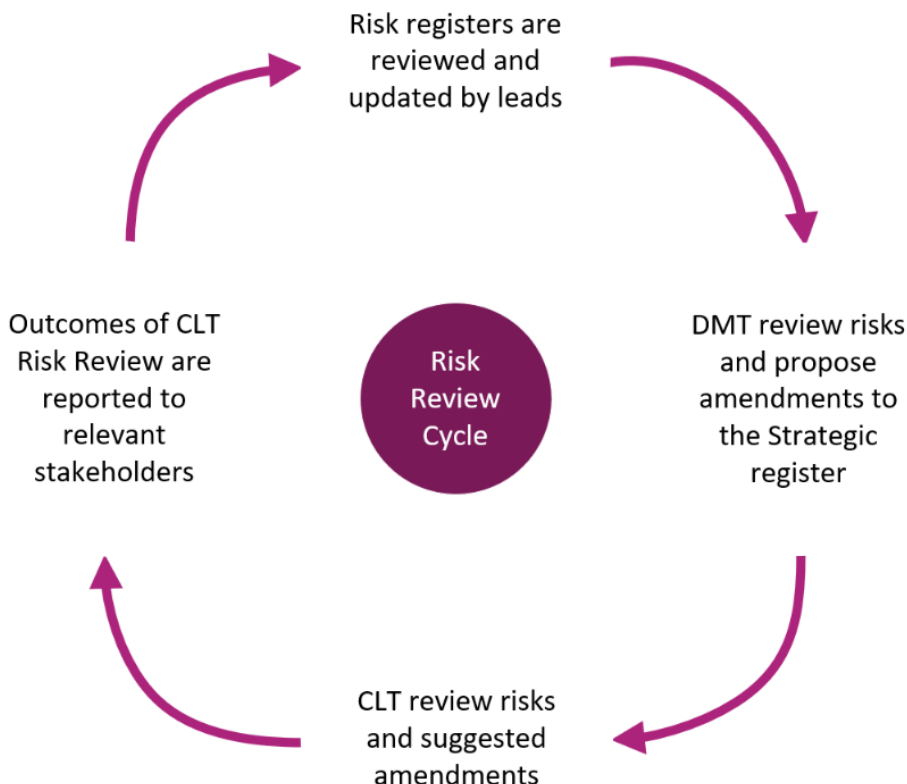 Risk registers are
reviewed and
updated by leads
DMT review risks
and propose
amendments to
the Strategic
register
CLT review risks
and suggested
amendments
Outcomes of CLT
Risk Review are
reported to
relevant
stakeholders
Risk
Review
Cycle